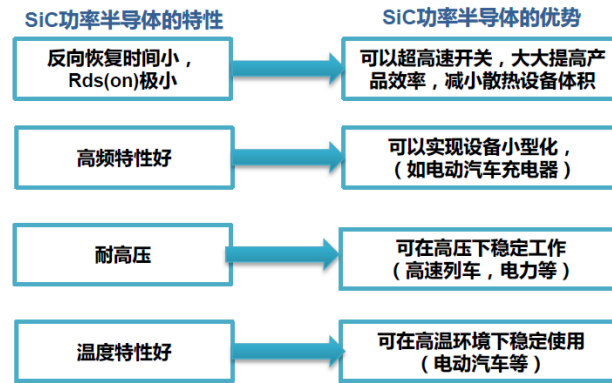 SiC功率半导体的特性
SiC功率半导体的优势
反向恢复时间小，
Rds(on)极小
可以超高速开关，大大提高产
品效率，减小散热设备体积
高频特性好
可以实现设备小型化，
（如电动汽车充电器）
耐高压
可在高压下稳定工作
（高速列车，电力等）
温度特性好
可在高温环境下稳定使用
（电动汽车等）